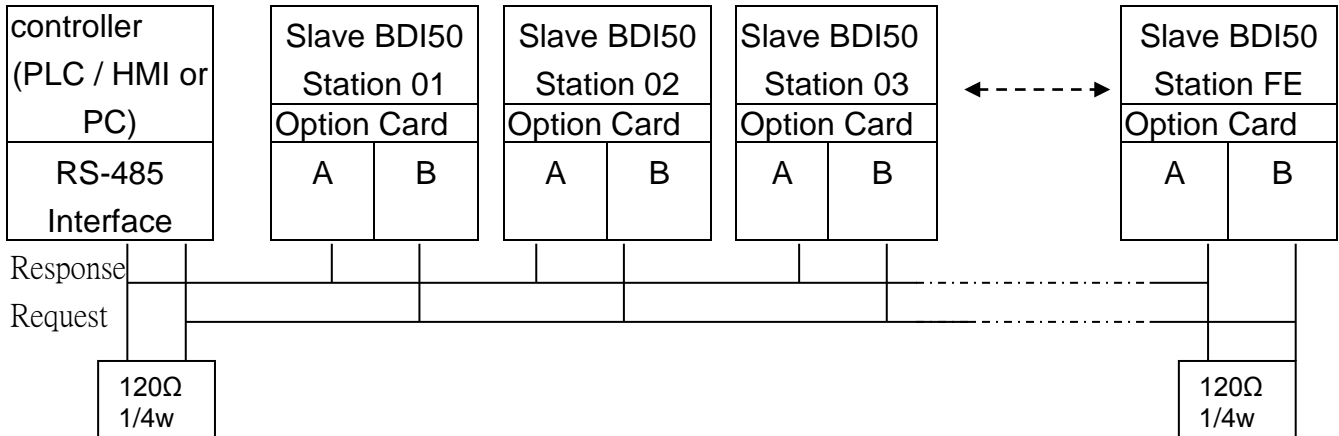 controller
(PLC / HMI or
PC)
RS-485
Interface
Slave BDI50
Station 01
Option Card
A B
Slave BDI50
Station 02
Option Card
A B
Slave BDI50
Station 03
Option Card
A B
Slave BDI50
Station FE
Option Card
A B
Response
Request
120Ω
1/4w
120Ω
1/4w